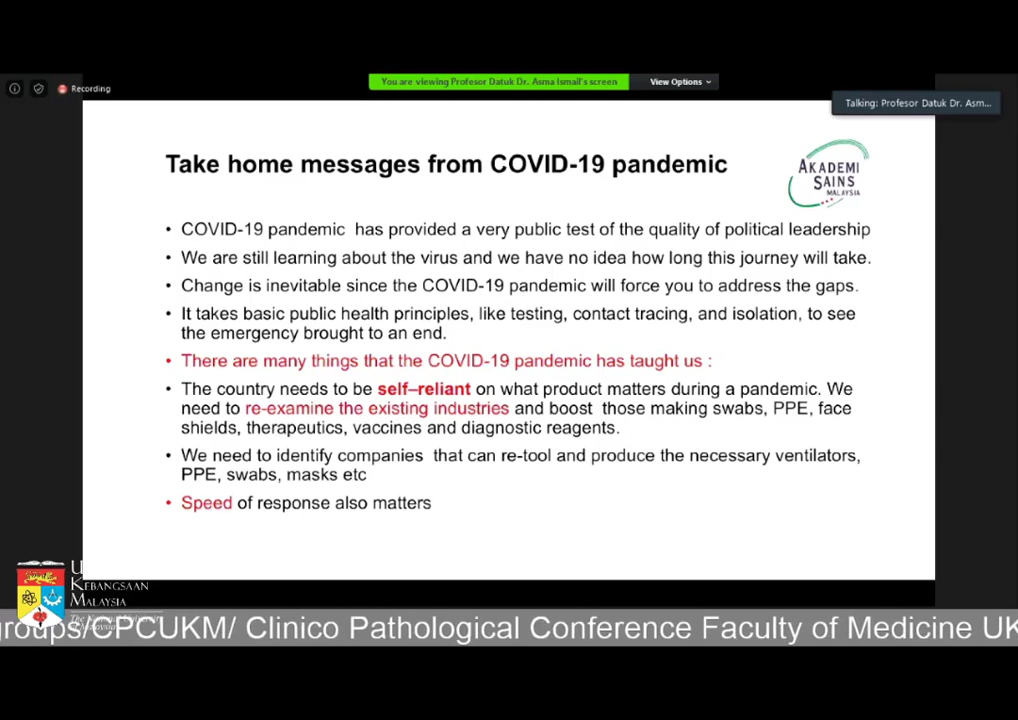 You are viewing Profesor Datuk Dr. Asma Ismail's screen
View Options
Recording
Talking: Profesor Datuk Dr. Asm...
Take home messages from COVID-19 pandemic
AKADEMI
SAINS
MALAYSIA
• COVID-19 pandemic has provided a very public test of the quality of political leadership
• We are still learning about the virus and we have no idea how long this journey will take.
• Change is inevitable since the COVID-19 pandemic will force you to address the gaps.
• It takes basic public health principles, like testing, contact tracing, and isolation, to see
the emergency brought to an end.
• There are many things that the COVID-19 pandemic has taught us :
• The country needs to be self–reliant on what product matters during a pandemic. We
need to re-examine the existing industries and boost those making swabs, PPE, face
shields, therapeutics, vaccines and diagnostic reagents.
• We need to identify companies that can re-tool and produce the necessary ventilators,
PPE, swabs, masks etc
• Speed of response also matters
KEBANGSAAN
MALAYSIA
groups/CPCUKM/ Clinico Pathological Conference Faculty of Medicine UK